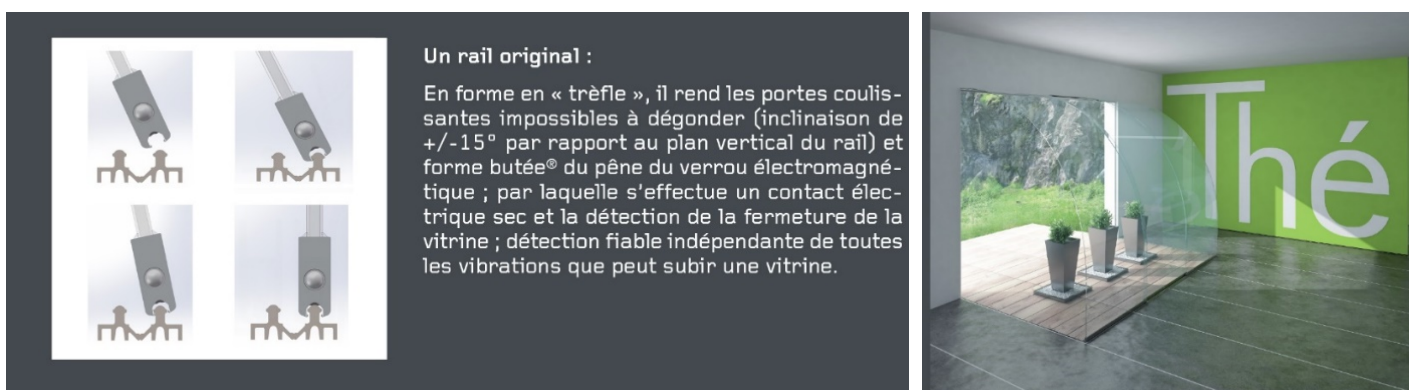 Un rail original :
En forme en « trèfle », il rend les portes coulis-
santes impossibles à dégonder (inclinaison de
+/-15° par rapport au plan vertical du rail) et
forme butée® du pêne du verrou électromagné-
tique ; par laquelle s'effectue un contact élec-
trique sec et la détection de la fermeture de la
vitrine ; détection fiable indépendante de toutes
les vibrations que peut subir une vitrine.
Thé